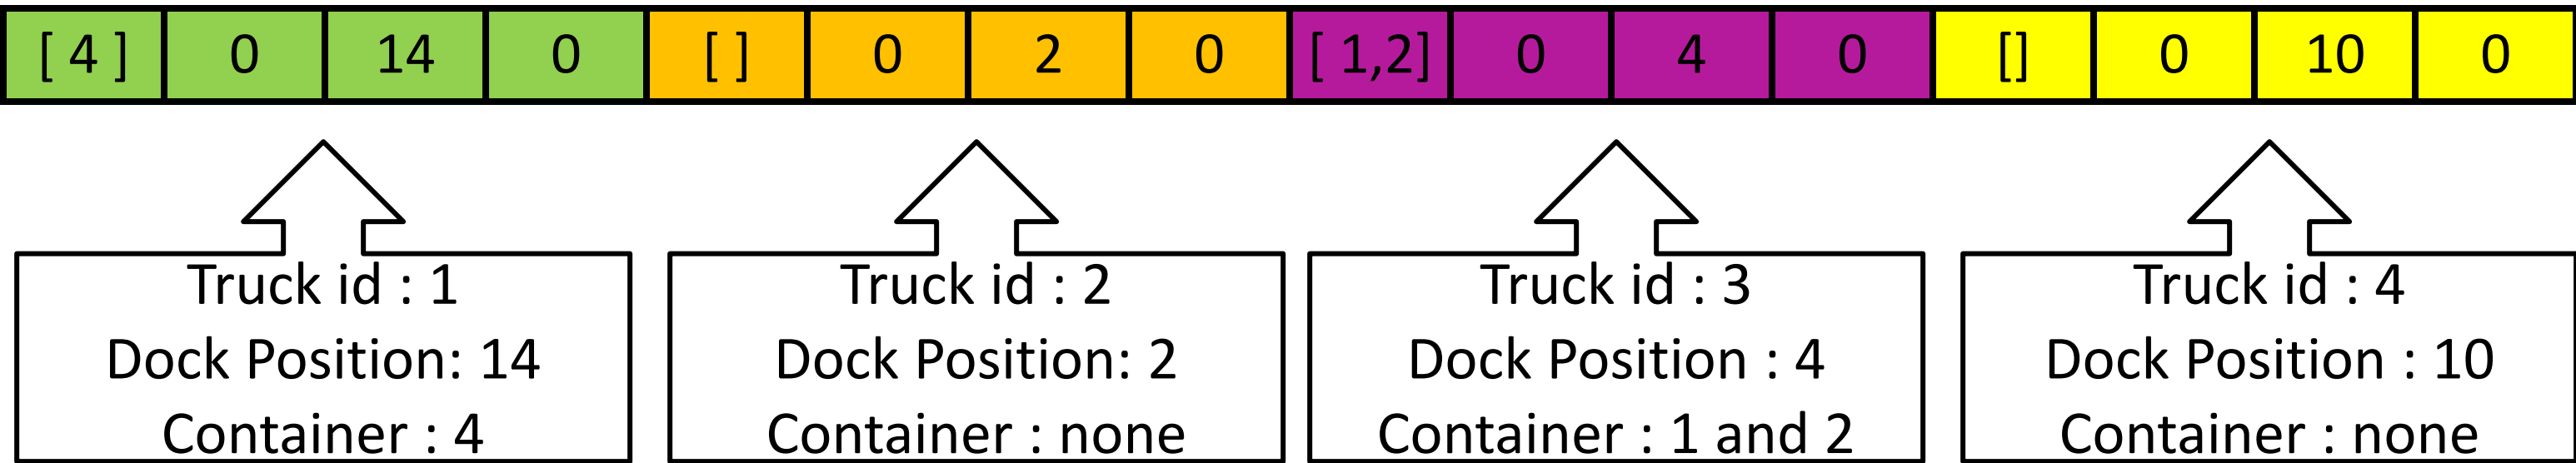 [ 4 ] 0 14 0 [ ] 0 2 0 [ 1,2] 0 4 0 [] 0 10 0
Truck id : 1
Dock Position: 14
Container : 4
Truck id : 2
Dock Position: 2
Container : none
Truck id : 3
Dock Position : 4
Container : 1 and 2
Truck id : 4
Dock Position : 10
Container : none